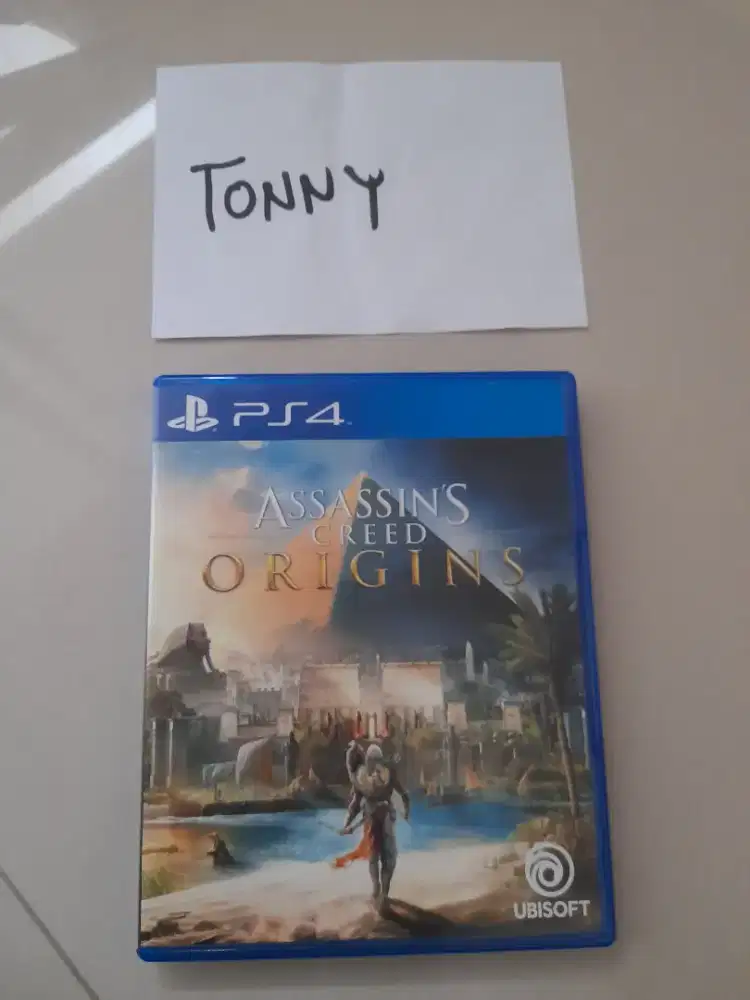 TONNY
PS4
ASSASSIN'S
CREED
ORIGINS
UBISOFT